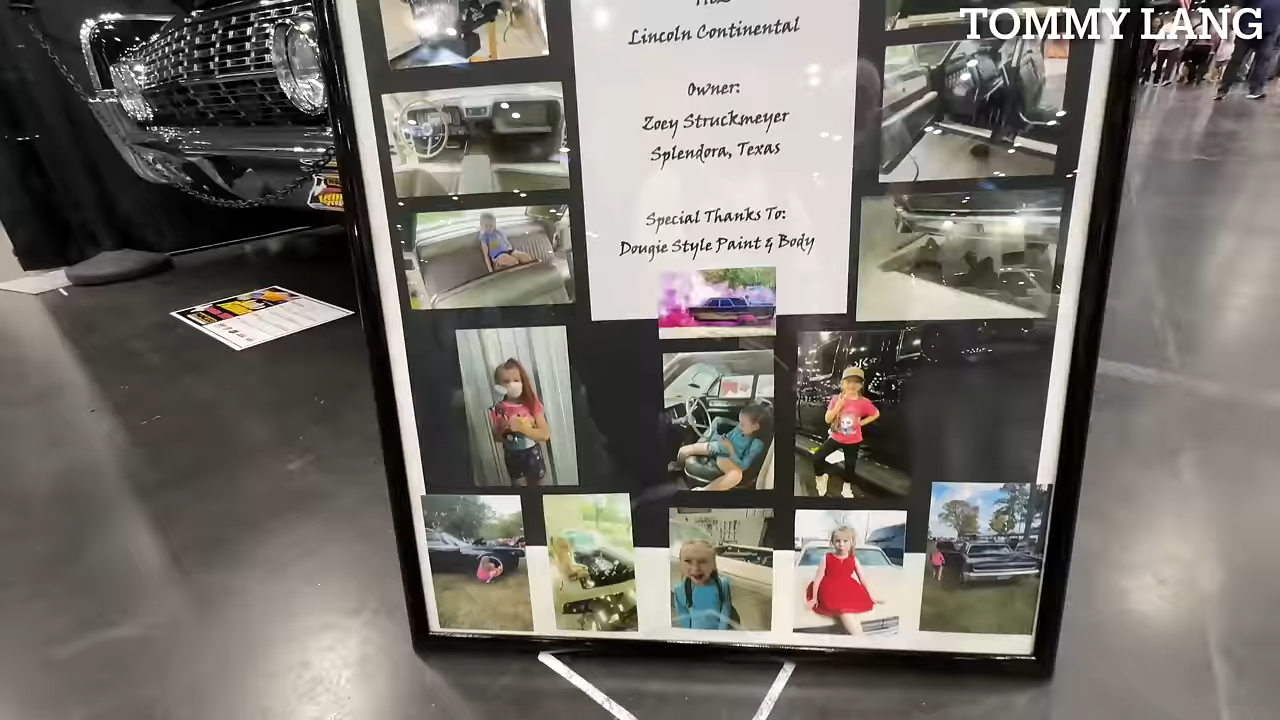 TOMMY LANG
Lincoln Continental
Owner:
Zoey Struckmeyer
Splendora, Texas
Special Thanks To:
Dougie Style Paint & Body